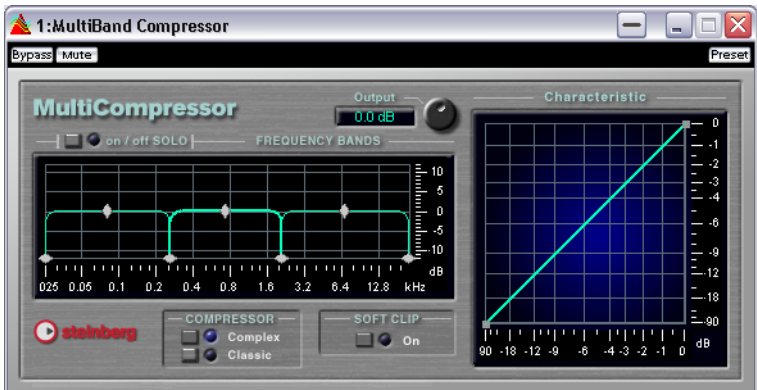 1:MultiBand Compressor
Bypass Mute Preset
MultiCompressor
Output
0.0 dB
Characteristic
on / off SOLO
FREQUENCY BANDS
10
5
0
-5
-10
dB
025 0.05 0.1 0.2 0.4 0.8 1.6 3.2 6.4 12.8 kHz
0
-1
-2
-3
-4
-6
-9
-12
-18
-90
90 -18 -12 -9 -6 -4 -3 -2 -1 0 dB
steinberg
COMPRESSOR
Complex
Classic
SOFT CLIP
On